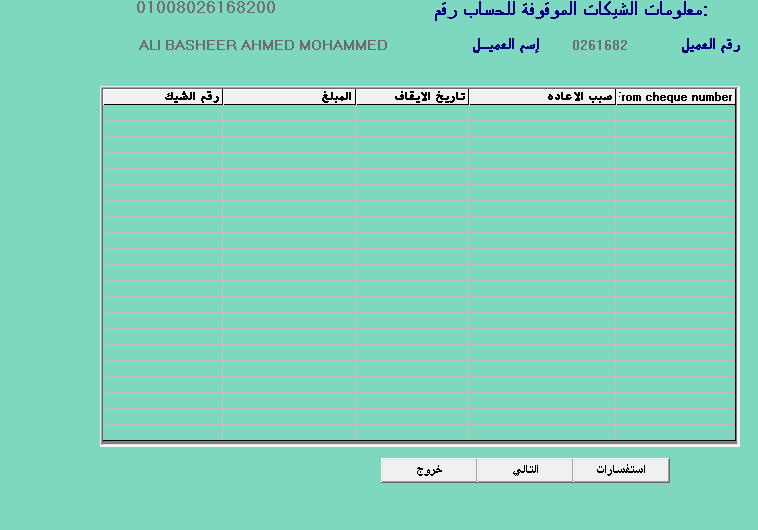 معلومات الشيكات الموقوفة للحساب رقم: 01008026168200
رقم العميل 0261682 إسم العميــل ALI BASHEER AHMED MOHAMMED
rom cheque number سبب الاعاده تاريخ الايقاف المبلغ رقم الشيك
استفسارات التالي خروج